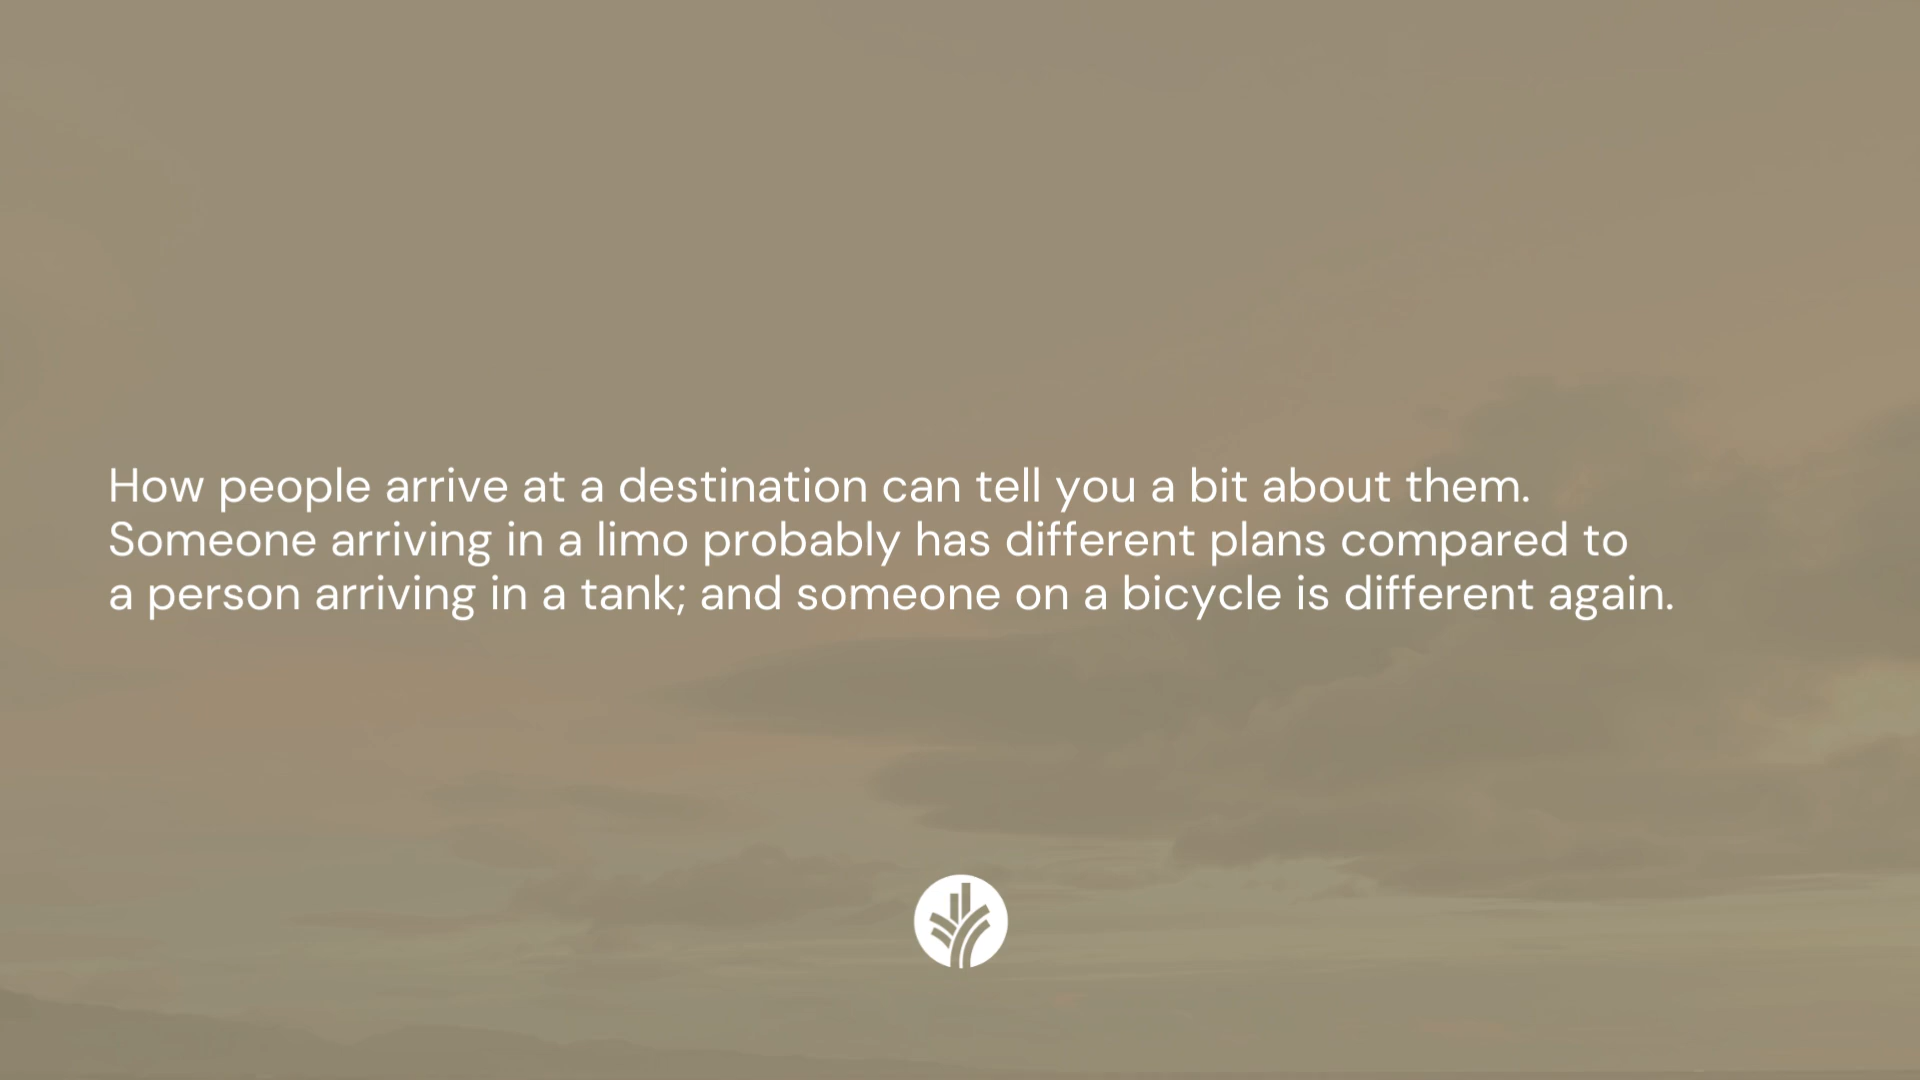 How people arrive at a destination can tell you a bit about them.
Someone arriving in a limo probably has different plans compared to
a person arriving in a tank; and someone on a bicycle is different again.